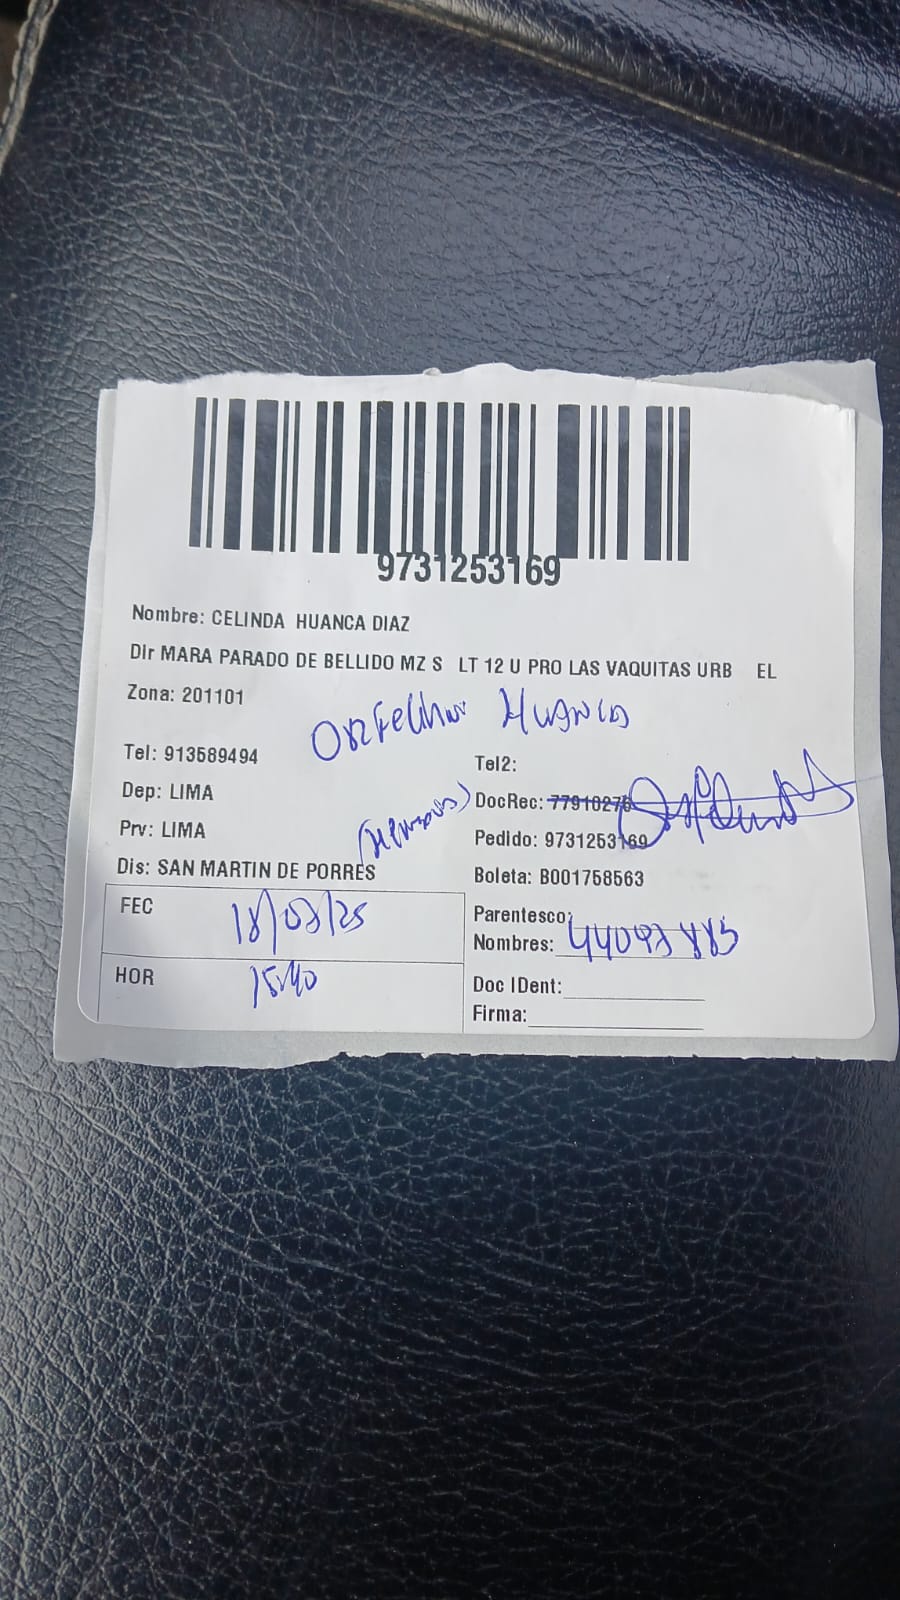 9731253169
Nombre: CELINDA HUANCA DIAZ
Dir MARA PARADO DE BELLIDO MZ S LT 12 U PRO LAS VAQUITAS URB EL
Zona: 201101
HUANCA
Tel: 913589494
Tel2:
Dep: LIMA
DocRec:
Prv: LIMA
Pedido: 9731253169
Dis: SAN MARTIN DE PORRES
Boleta: B001758563
FEC 18/03/25
Parentesco:
Nombres:
HOR 15:40
Doc IDent:
Firma: